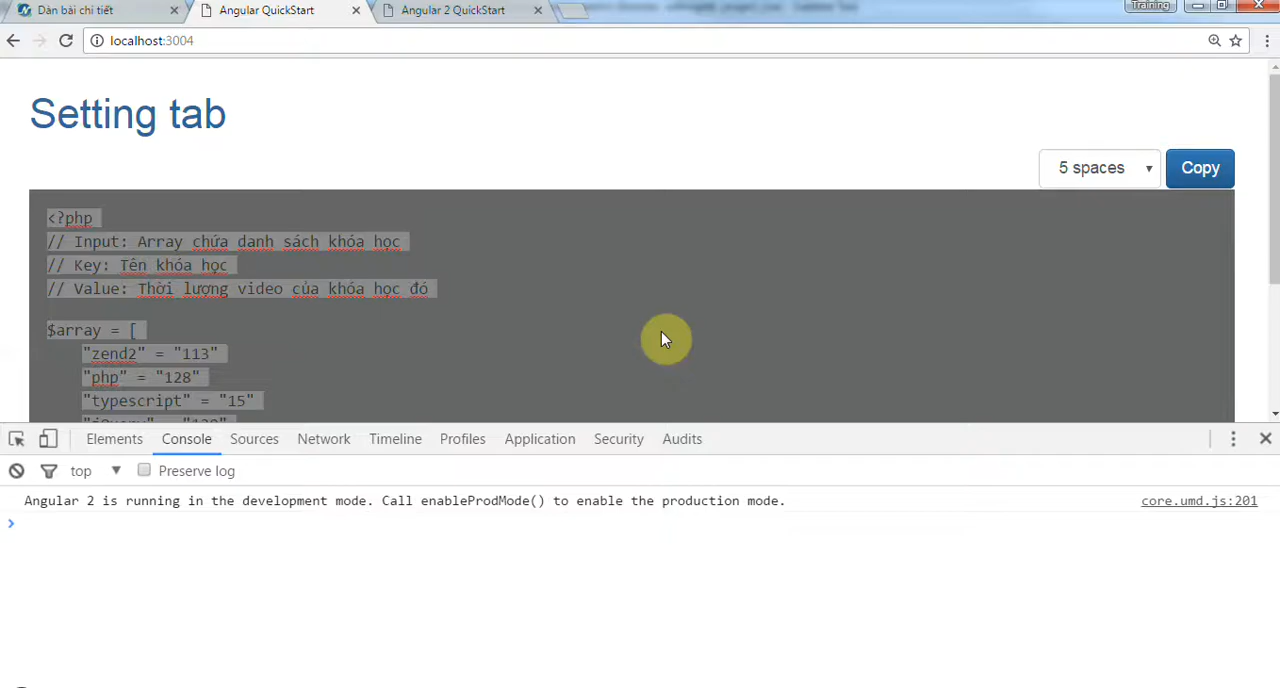 Dàn bài chi tiết
Angular QuickStart
Angular 2 QuickStart
Training
localhost:3004
Setting tab
5 spaces
Copy
<?php
// Input: Array chứa danh sách khóa học
// Key: Tên khóa học
// Value: Thời lượng video của khóa học đó
$array = [
"zend2" = "113"
"php" = "128"
"typescript" = "15"
Elements Console Sources Network Timeline Profiles Application Security Audits
top Preserve log
Angular 2 is running in the development mode. Call enableProdMode() to enable the production mode. core.umd.js:201